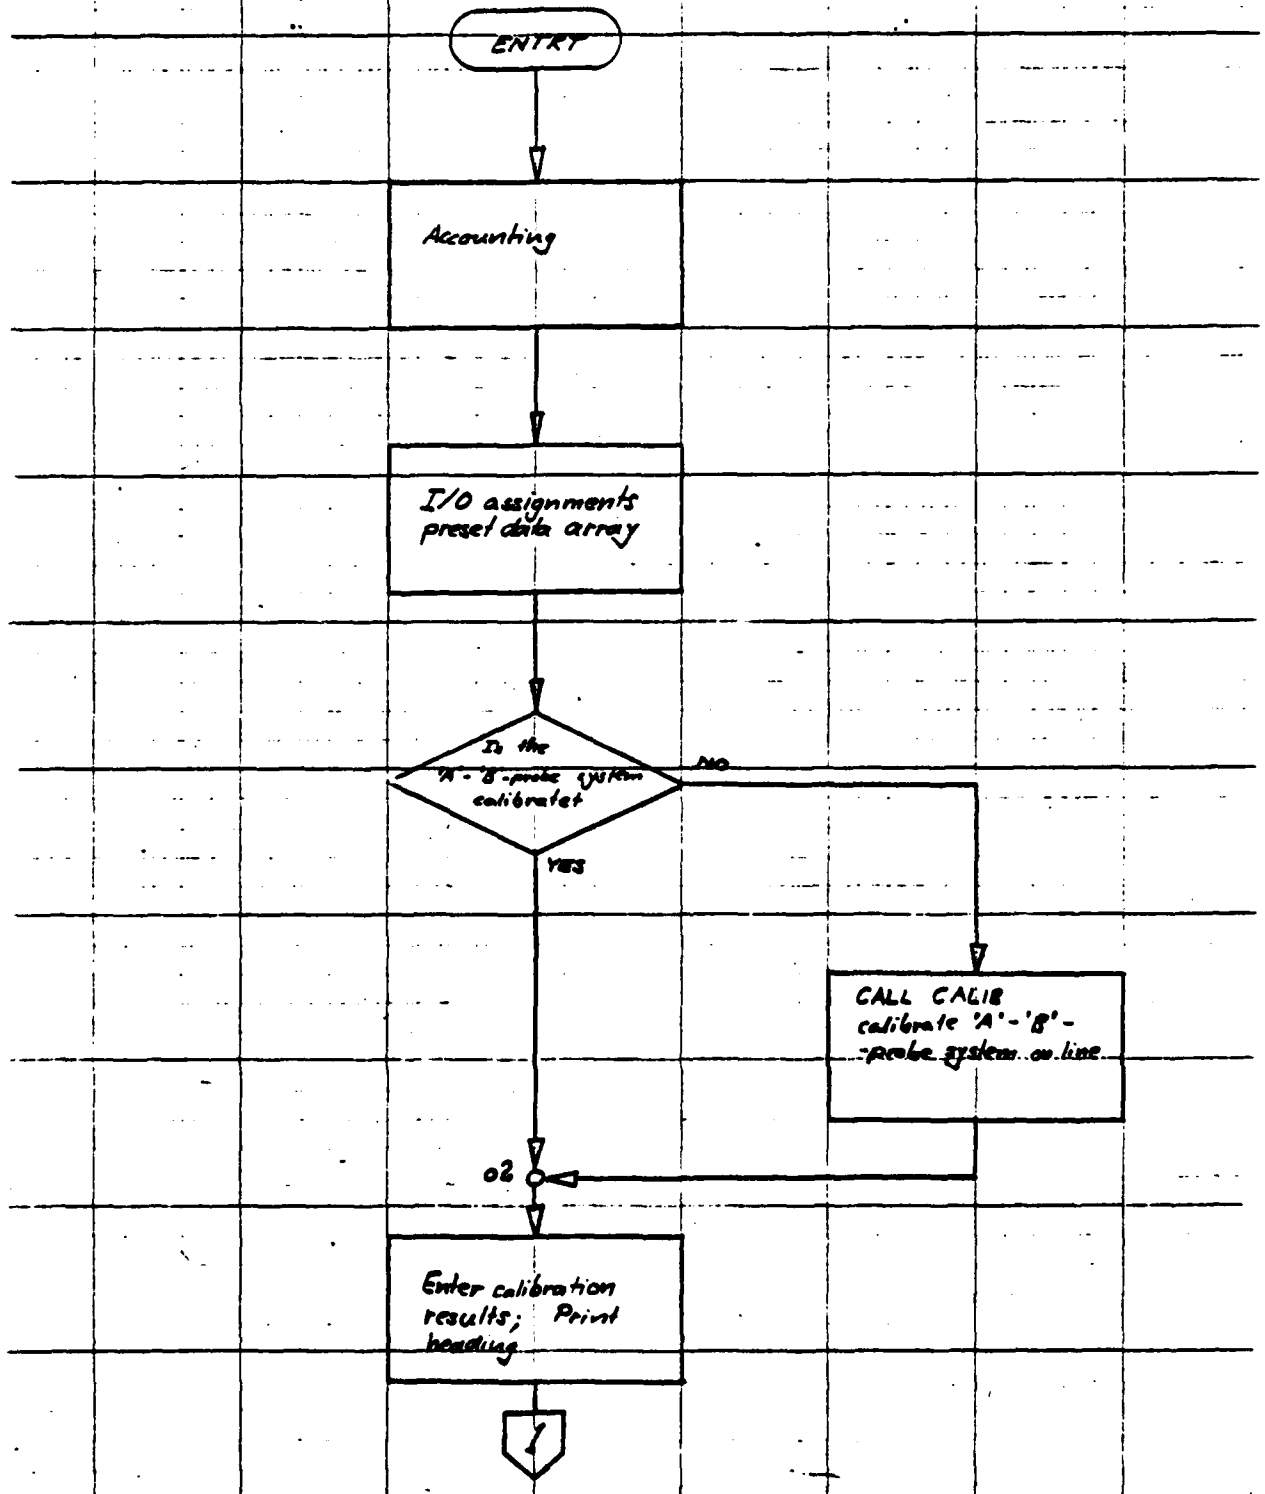 ENTRY
Accounting
I/O assignments
preset data array
Is the
'A'-'B'-probe system
calibratet
NO
YES
CALL CALIB
calibrate 'A'-'B'-
-probe system on line
02
Enter calibration
results; Print
heading
1